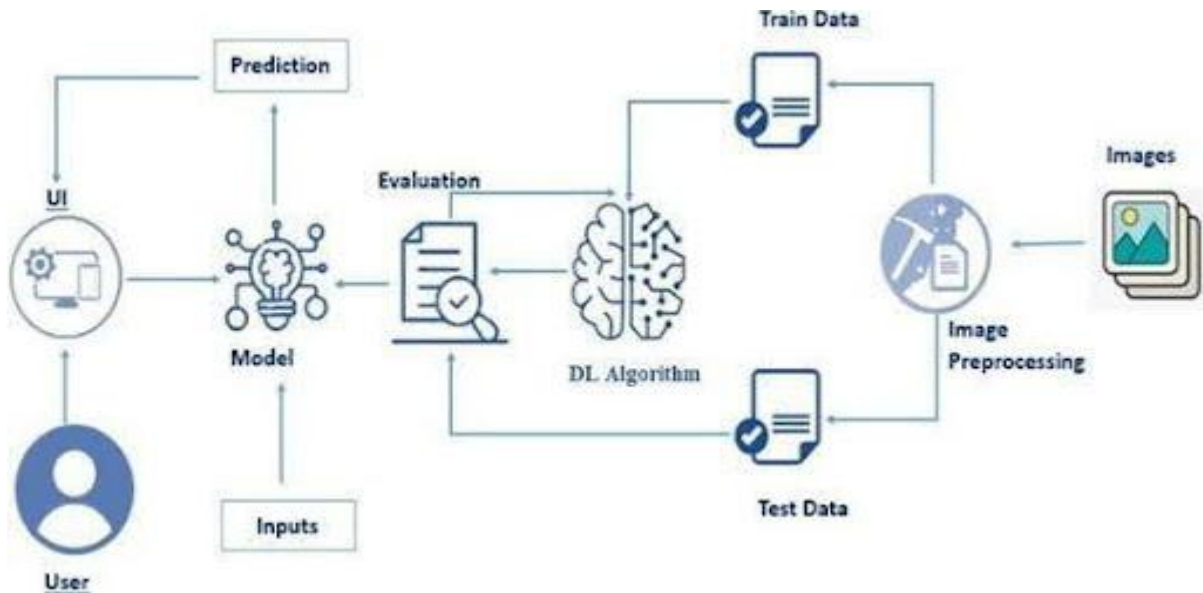 Train Data
Prediction
Images
Evaluation
UI
Image
Preprocessing
Model
DL Algorithm
Test Data
Inputs
User